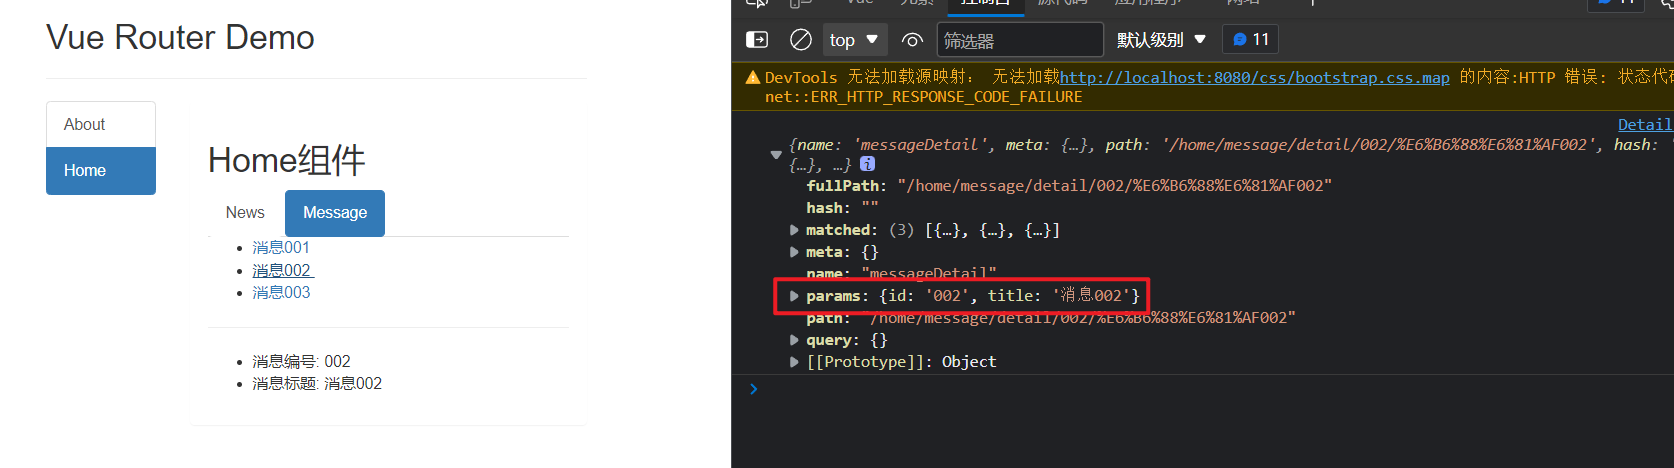 Vue Router Demo
About
Home
Home组件
News
Message
消息001
消息002
消息003
消息编号: 002
消息标题: 消息002
top
筛选器
默认级别
11
DevTools 无法加载源映射: 无法加载http://localhost:8080/css/bootstrap.css.map 的内容:HTTP 错误: 状态代码
net::ERR_HTTP_RESPONSE_CODE_FAILURE
Detail
{name: 'messageDetail', meta: {…}, path: '/home/message/detail/002/%E6%B6%88%E6%81%AF002', hash: '
{…}, …} i
fullPath: "/home/message/detail/002/%E6%B6%88%E6%81%AF002"
hash: ""
matched: (3) [{…}, {…}, {…}]
meta: {}
name: "messageDetail"
params: {id: '002', title: '消息002'}
path: "/home/message/detail/002/%E6%B6%88%E6%81%AF002"
query: {}
[[Prototype]]: Object